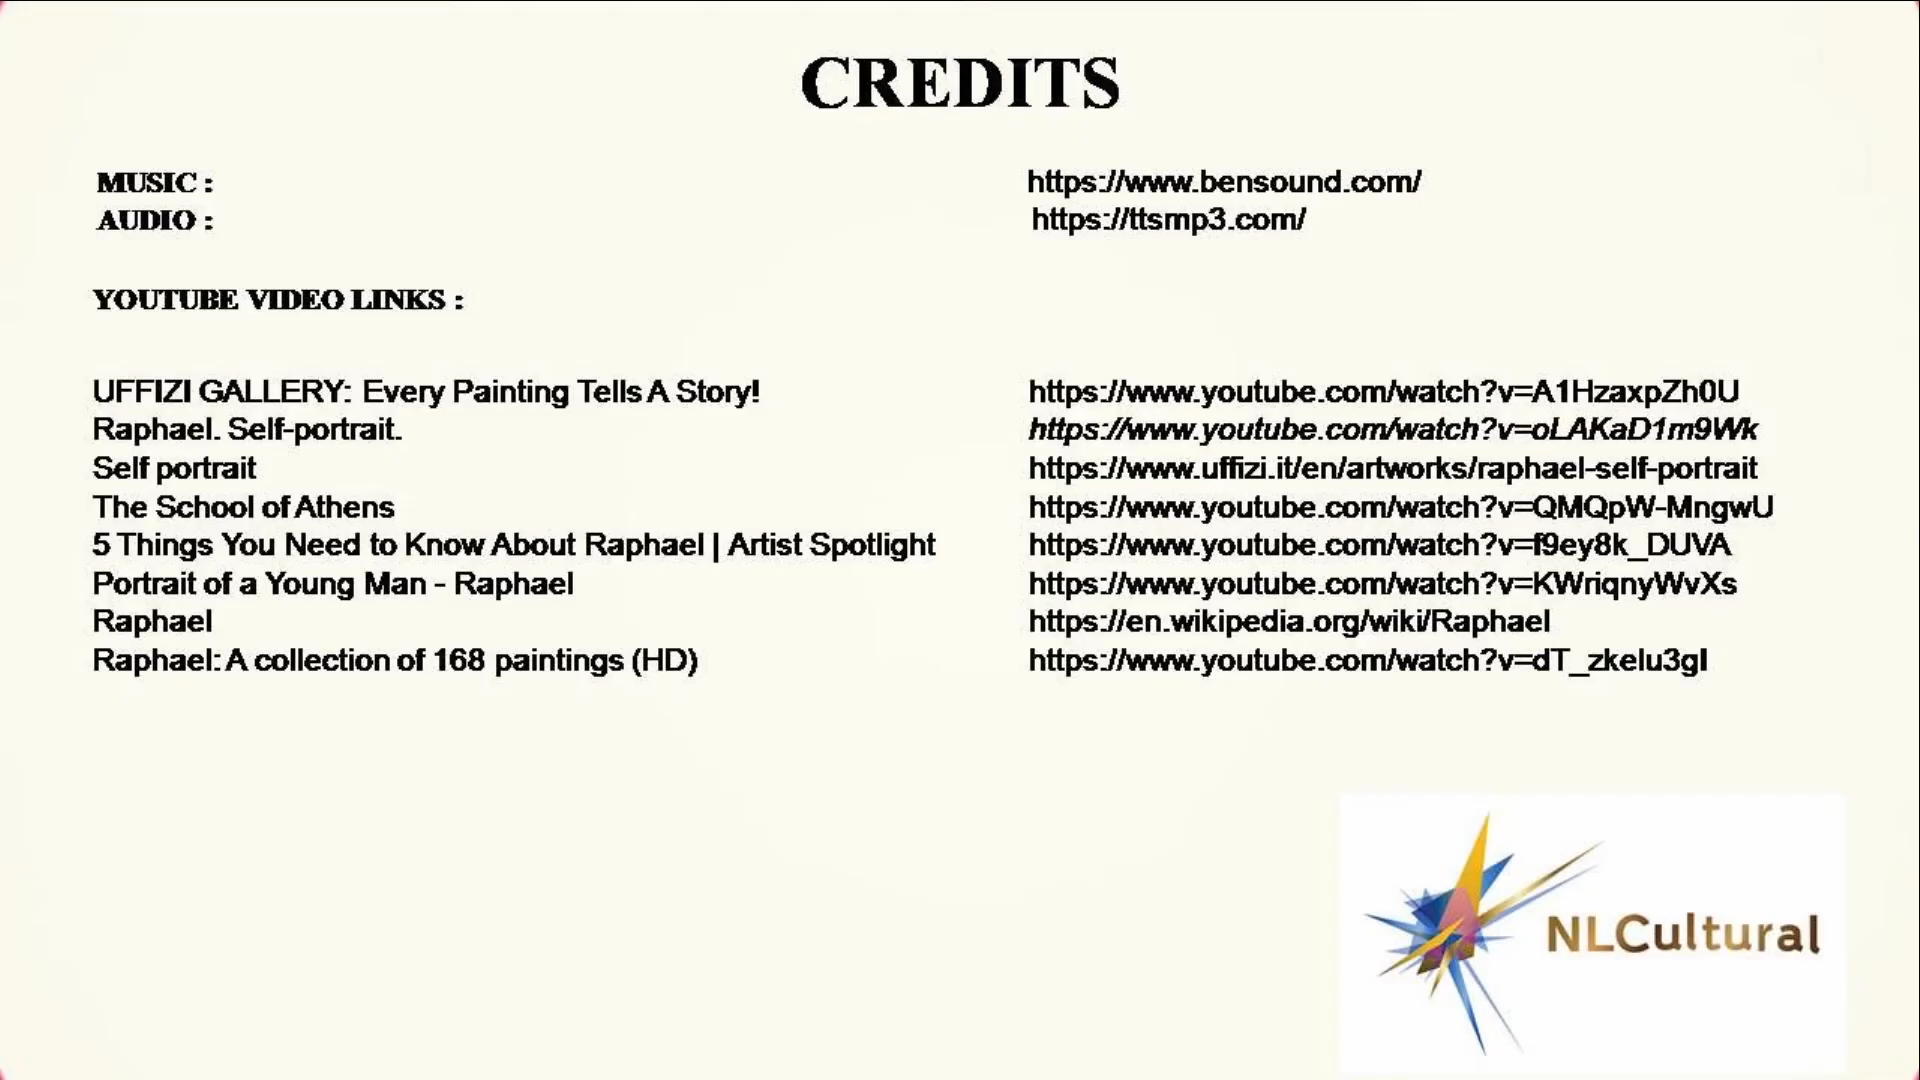 CREDITS
MUSIC : https://www.bensound.com/
AUDIO : https://ttsmp3.com/
YOUTUBE VIDEO LINKS :
UFFIZI GALLERY: Every Painting Tells A Story! https://www.youtube.com/watch?v=A1HzaxpZh0U
Raphael. Self-portrait. https://www.youtube.com/watch?v=oLAKaD1m9Wk
Self portrait https://www.uffizi.it/en/artworks/raphael-self-portrait
The School of Athens https://www.youtube.com/watch?v=QMQpW-MngwU
5 Things You Need to Know About Raphael | Artist Spotlight https://www.youtube.com/watch?v=f9ey8k_DUVA
Portrait of a Young Man - Raphael https://www.youtube.com/watch?v=KWriqnyWvXs
Raphael https://en.wikipedia.org/wiki/Raphael
Raphael: A collection of 168 paintings (HD) https://www.youtube.com/watch?v=dT_zkelu3gI
NLCultural